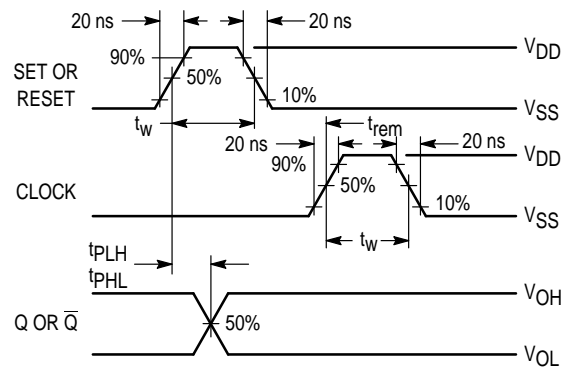 20 ns 20 ns
90%
50%
10%
VDD
SET OR
RESET
VSS
tw
trem
20 ns 20 ns
90%
50%
10%
VDD
CLOCK
VSS
tw
tPLH
tPHL
VOH
Q OR Q̅
50%
VOL